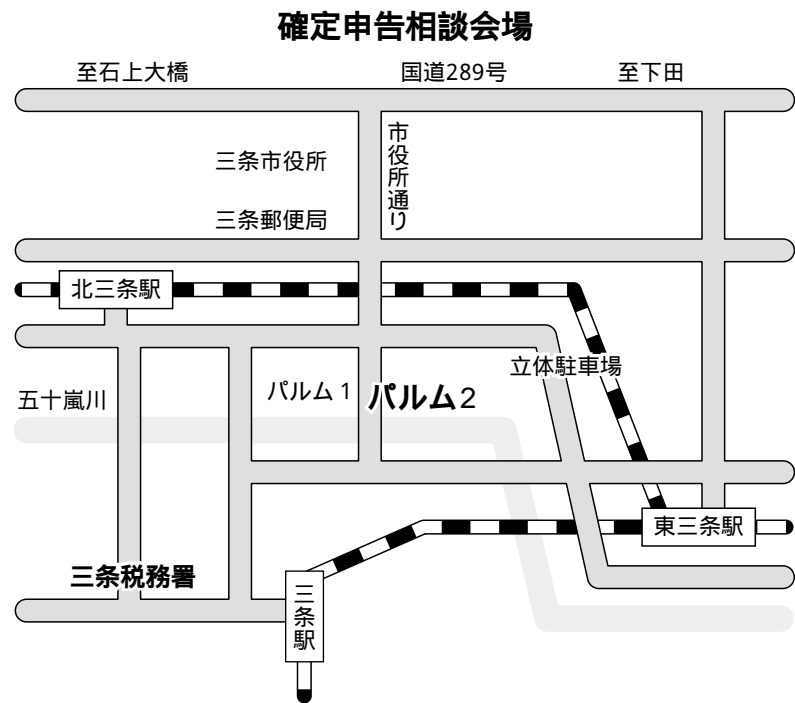 確定申告相談会場
至石上大橋
国道289号
至下田
市役所通り
三条市役所
三条郵便局
北三条駅
立体駐車場
パルム1
パルム2
五十嵐川
東三条駅
三条税務署
三条駅